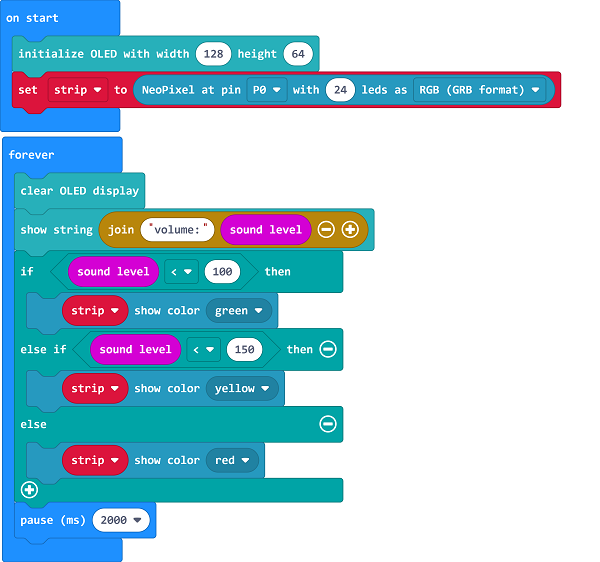 on start
initialize OLED with width 128 height 64
set strip to NeoPixel at pin P0 with 24 leds as RGB (GRB format)
forever
clear OLED display
show string join "volume:" sound level
if sound level < 100 then
strip show color green
else if sound level < 150 then
strip show color yellow
else
strip show color red
pause (ms) 2000